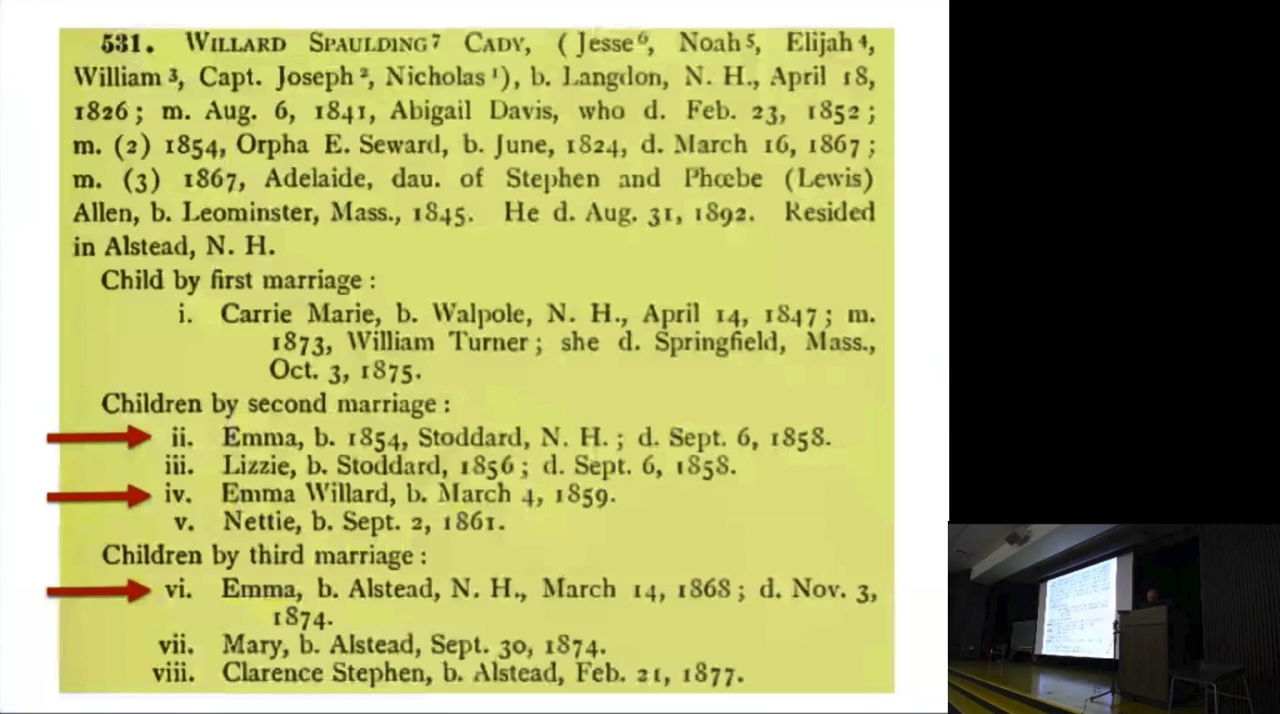 531. WILLARD SPAULDING⁷ CADY, (Jesse⁶, Noah⁵, Elijah⁴,
William³, Capt. Joseph², Nicholas¹), b. Langdon, N. H., April 18,
1826; m. Aug. 6, 1841, Abigail Davis, who d. Feb. 23, 1852;
m. (2) 1854, Orpha E. Seward, b. June, 1824, d. March 16, 1867;
m. (3) 1867, Adelaide, dau. of Stephen and Phœbe (Lewis)
Allen, b. Leominster, Mass., 1845. He d. Aug. 31, 1892. Resided
in Alstead, N. H.
Child by first marriage:
i. Carrie Marie, b. Walpole, N. H., April 14, 1847; m.
1873, William Turner; she d. Springfield, Mass.,
Oct. 3, 1875.
Children by second marriage:
ii. Emma, b. 1854, Stoddard, N. H.; d. Sept. 6, 1858.
iii. Lizzie, b. Stoddard, 1856; d. Sept. 6, 1858.
iv. Emma Willard, b. March 4, 1859.
v. Nettie, b. Sept. 2, 1861.
Children by third marriage:
vi. Emma, b. Alstead, N. H., March 14, 1868; d. Nov. 3,
1874.
vii. Mary, b. Alstead, Sept. 30, 1874.
viii. Clarence Stephen, b. Alstead, Feb. 21, 1877.